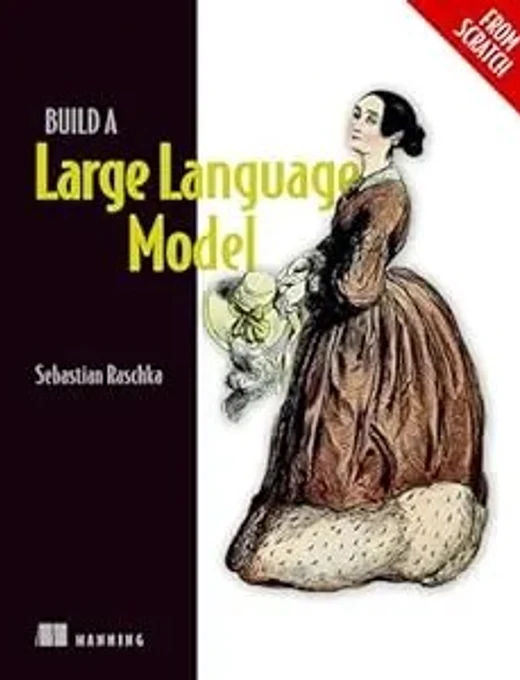 FROM
SCRATCH
BUILD A
Large Language
Model
Sebastian Raschka
MANNING